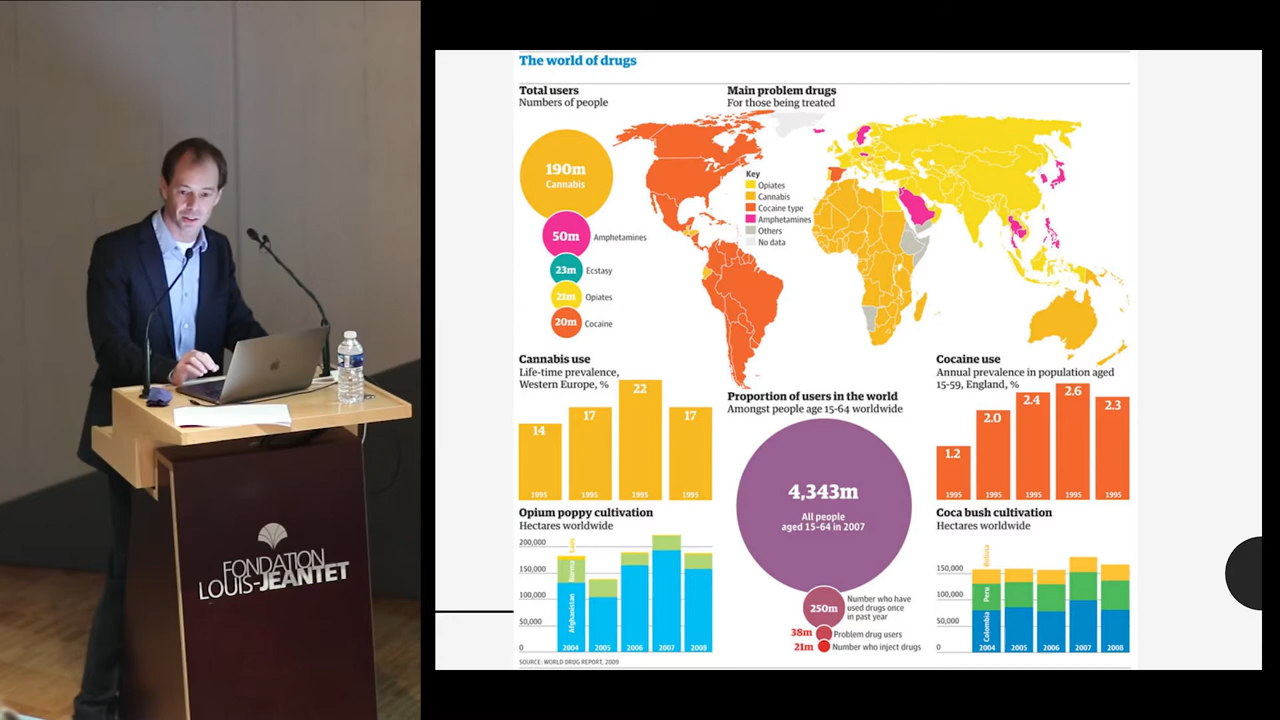 The world of drugs
Total users
Numbers of people
190m
Cannabis
50m
Amphetamines
23m
Ecstasy
21m
Opiates
20m
Cocaine
Main problem drugs
For those being treated
Key
Opiates
Cannabis
Cocaine type
Amphetamines
Others
No data
Cannabis use
Life-time prevalence,
Western Europe, %
14
17
22
17
1995
1995
1995
1995
Proportion of users in the world
Amongst people age 15-64 worldwide
4,343m
All people
aged 15-64 in 2007
250m
Number who have
used drugs once
in past year
38m
Problem drug users
21m
Number who inject drugs
Cocaine use
Annual prevalence in population aged
15-59, England, %
1.2
2.0
2.4
2.6
2.3
1995
1995
1995
1995
1995
Opium poppy cultivation
Hectares worldwide
200,000
150,000
100,000
50,000
0
Burma
Afghanistan
2004
2005
2006
2007
2008
Coca bush cultivation
Hectares worldwide
150,000
100,000
50,000
0
Bolivia
Peru
Colombia
2004
2005
2006
2007
2008
SOURCE: WORLD DRUG REPORT, 2009
FONDATION
LOUIS-JEANTET